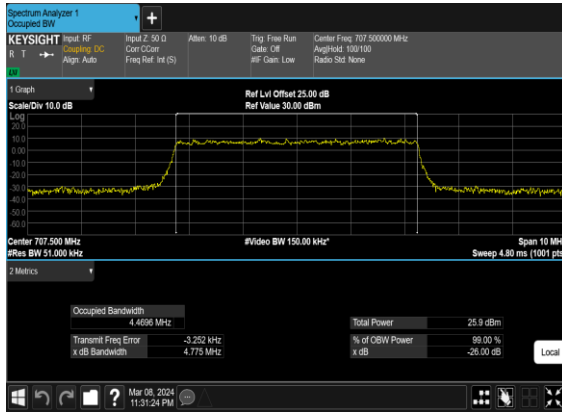 Spectrum Analyzer 1
Occupied BW
KEYSIGHT
R T
LXI
Input: RF
Coupling: DC
Align: Auto
Input Z: 50 Ω
Corr CCorr
Freq Ref: Int (S)
Atten: 10 dB
Trig: Free Run
Gate: Off
#IF Gain: Low
Center Freq: 707.500000 MHz
Avg|Hold: 100/100
Radio Std: None
1 Graph
Scale/Div 10.0 dB
Ref Lvl Offset 25.00 dB
Ref Value 30.00 dBm
Log
20.0
10.0
0.00
-10.0
-20.0
-30.0
-40.0
-50.0
-60.0
Center 707.500 MHz
#Res BW 51.000 kHz
#Video BW 150.00 kHz*
Span 10 MH
Sweep 4.80 ms (1001 pts
2 Metrics
Occupied Bandwidth
4.4696 MHz
Transmit Freq Error -3.252 kHz
x dB Bandwidth 4.775 MHz
Total Power 25.9 dBm
% of OBW Power 99.00 %
x dB -26.00 dB
Local
?
Mar 08, 2024
11:31:24 PM